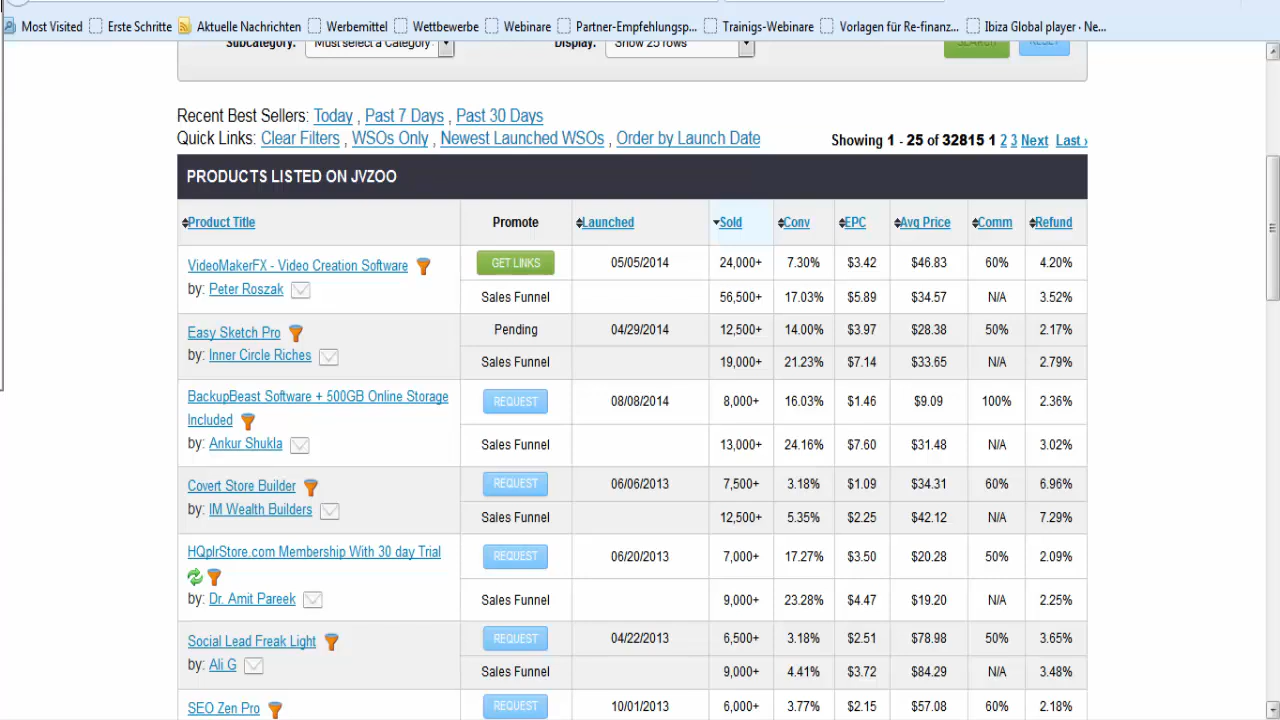 Most Visited Erste Schritte Aktuelle Nachrichten Werbemittel Wettbewerbe Webinare Partner-Empfehlungsp... Trainigs-Webinare Vorlagen für Re-finanz... Ibiza Global player · Ne...
Subcategory: Must select a Category Display: Show 25 rows SEARCH RESET
Recent Best Sellers: Today , Past 7 Days , Past 30 Days
Quick Links: Clear Filters , WSOs Only , Newest Launched WSOs , Order by Launch Date Showing 1 - 25 of 32815 1 2 3 Next Last ›
PRODUCTS LISTED ON JVZOO
Product Title Promote Launched Sold Conv EPC Avg Price Comm Refund
VideoMakerFX - Video Creation Software GET LINKS 05/05/2014 24,000+ 7.30% $3.42 $46.83 60% 4.20%
by: Peter Roszak Sales Funnel 56,500+ 17.03% $5.89 $34.57 N/A 3.52%
Easy Sketch Pro Pending 04/29/2014 12,500+ 14.00% $3.97 $28.38 50% 2.17%
by: Inner Circle Riches Sales Funnel 19,000+ 21.23% $7.14 $33.65 N/A 2.79%
BackupBeast Software + 500GB Online Storage
Included REQUEST 08/08/2014 8,000+ 16.03% $1.46 $9.09 100% 2.36%
by: Ankur Shukla Sales Funnel 13,000+ 24.16% $7.60 $31.48 N/A 3.02%
Covert Store Builder REQUEST 06/06/2013 7,500+ 3.18% $1.09 $34.31 60% 6.96%
by: IM Wealth Builders Sales Funnel 12,500+ 5.35% $2.25 $42.12 N/A 7.29%
HQplrStore.com Membership With 30 day Trial REQUEST 06/20/2013 7,000+ 17.27% $3.50 $20.28 50% 2.09%
by: Dr. Amit Pareek Sales Funnel 9,000+ 23.28% $4.47 $19.20 N/A 2.25%
Social Lead Freak Light REQUEST 04/22/2013 6,500+ 3.18% $2.51 $78.98 50% 3.65%
by: Ali G Sales Funnel 9,000+ 4.41% $3.72 $84.29 N/A 3.48%
SEO Zen Pro REQUEST 10/01/2013 6,000+ 3.77% $2.15 $57.08 60% 2.18%